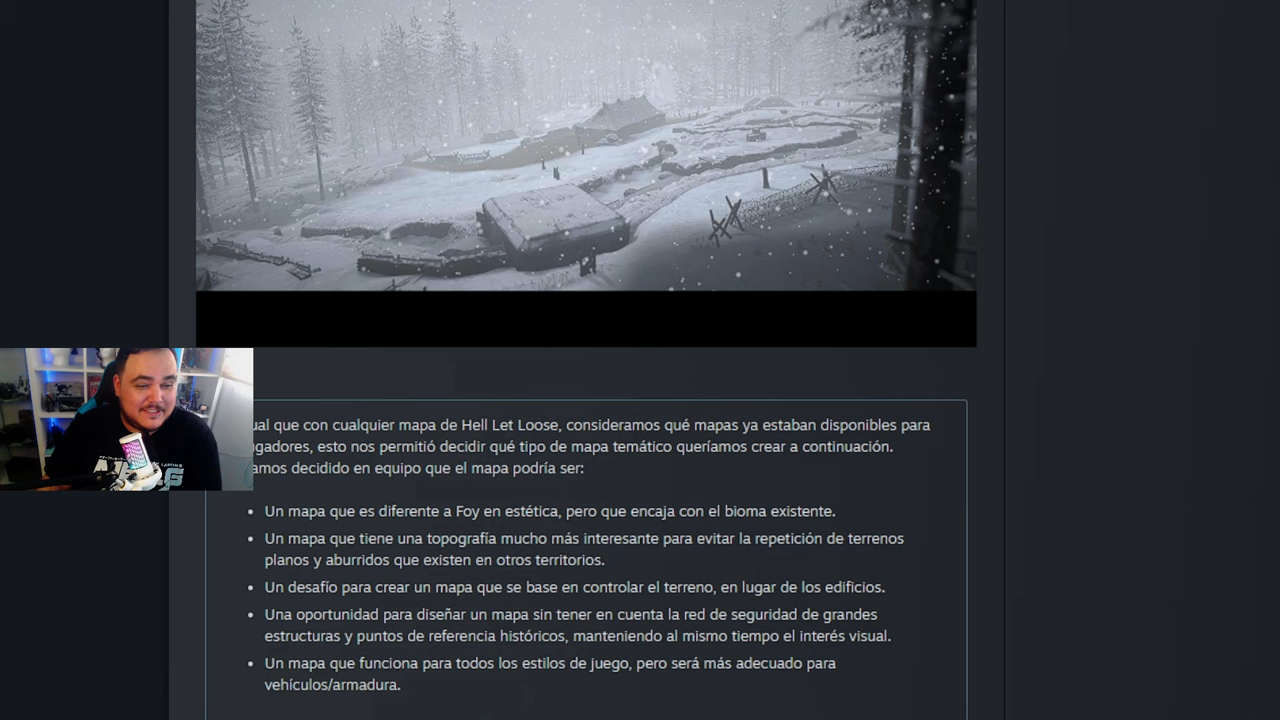 ual que con cualquier mapa de Hell Let Loose, consideramos qué mapas ya estaban disponibles para
gadores, esto nos permitió decidir qué tipo de mapa temático queríamos crear a continuación.
amos decidido en equipo que el mapa podría ser:
• Un mapa que es diferente a Foy en estética, pero que encaja con el bioma existente.
• Un mapa que tiene una topografía mucho más interesante para evitar la repetición de terrenos
planos y aburridos que existen en otros territorios.
• Un desafío para crear un mapa que se base en controlar el terreno, en lugar de los edificios.
• Una oportunidad para diseñar un mapa sin tener en cuenta la red de seguridad de grandes
estructuras y puntos de referencia históricos, manteniendo al mismo tiempo el interés visual.
• Un mapa que funciona para todos los estilos de juego, pero será más adecuado para
vehículos/armadura.